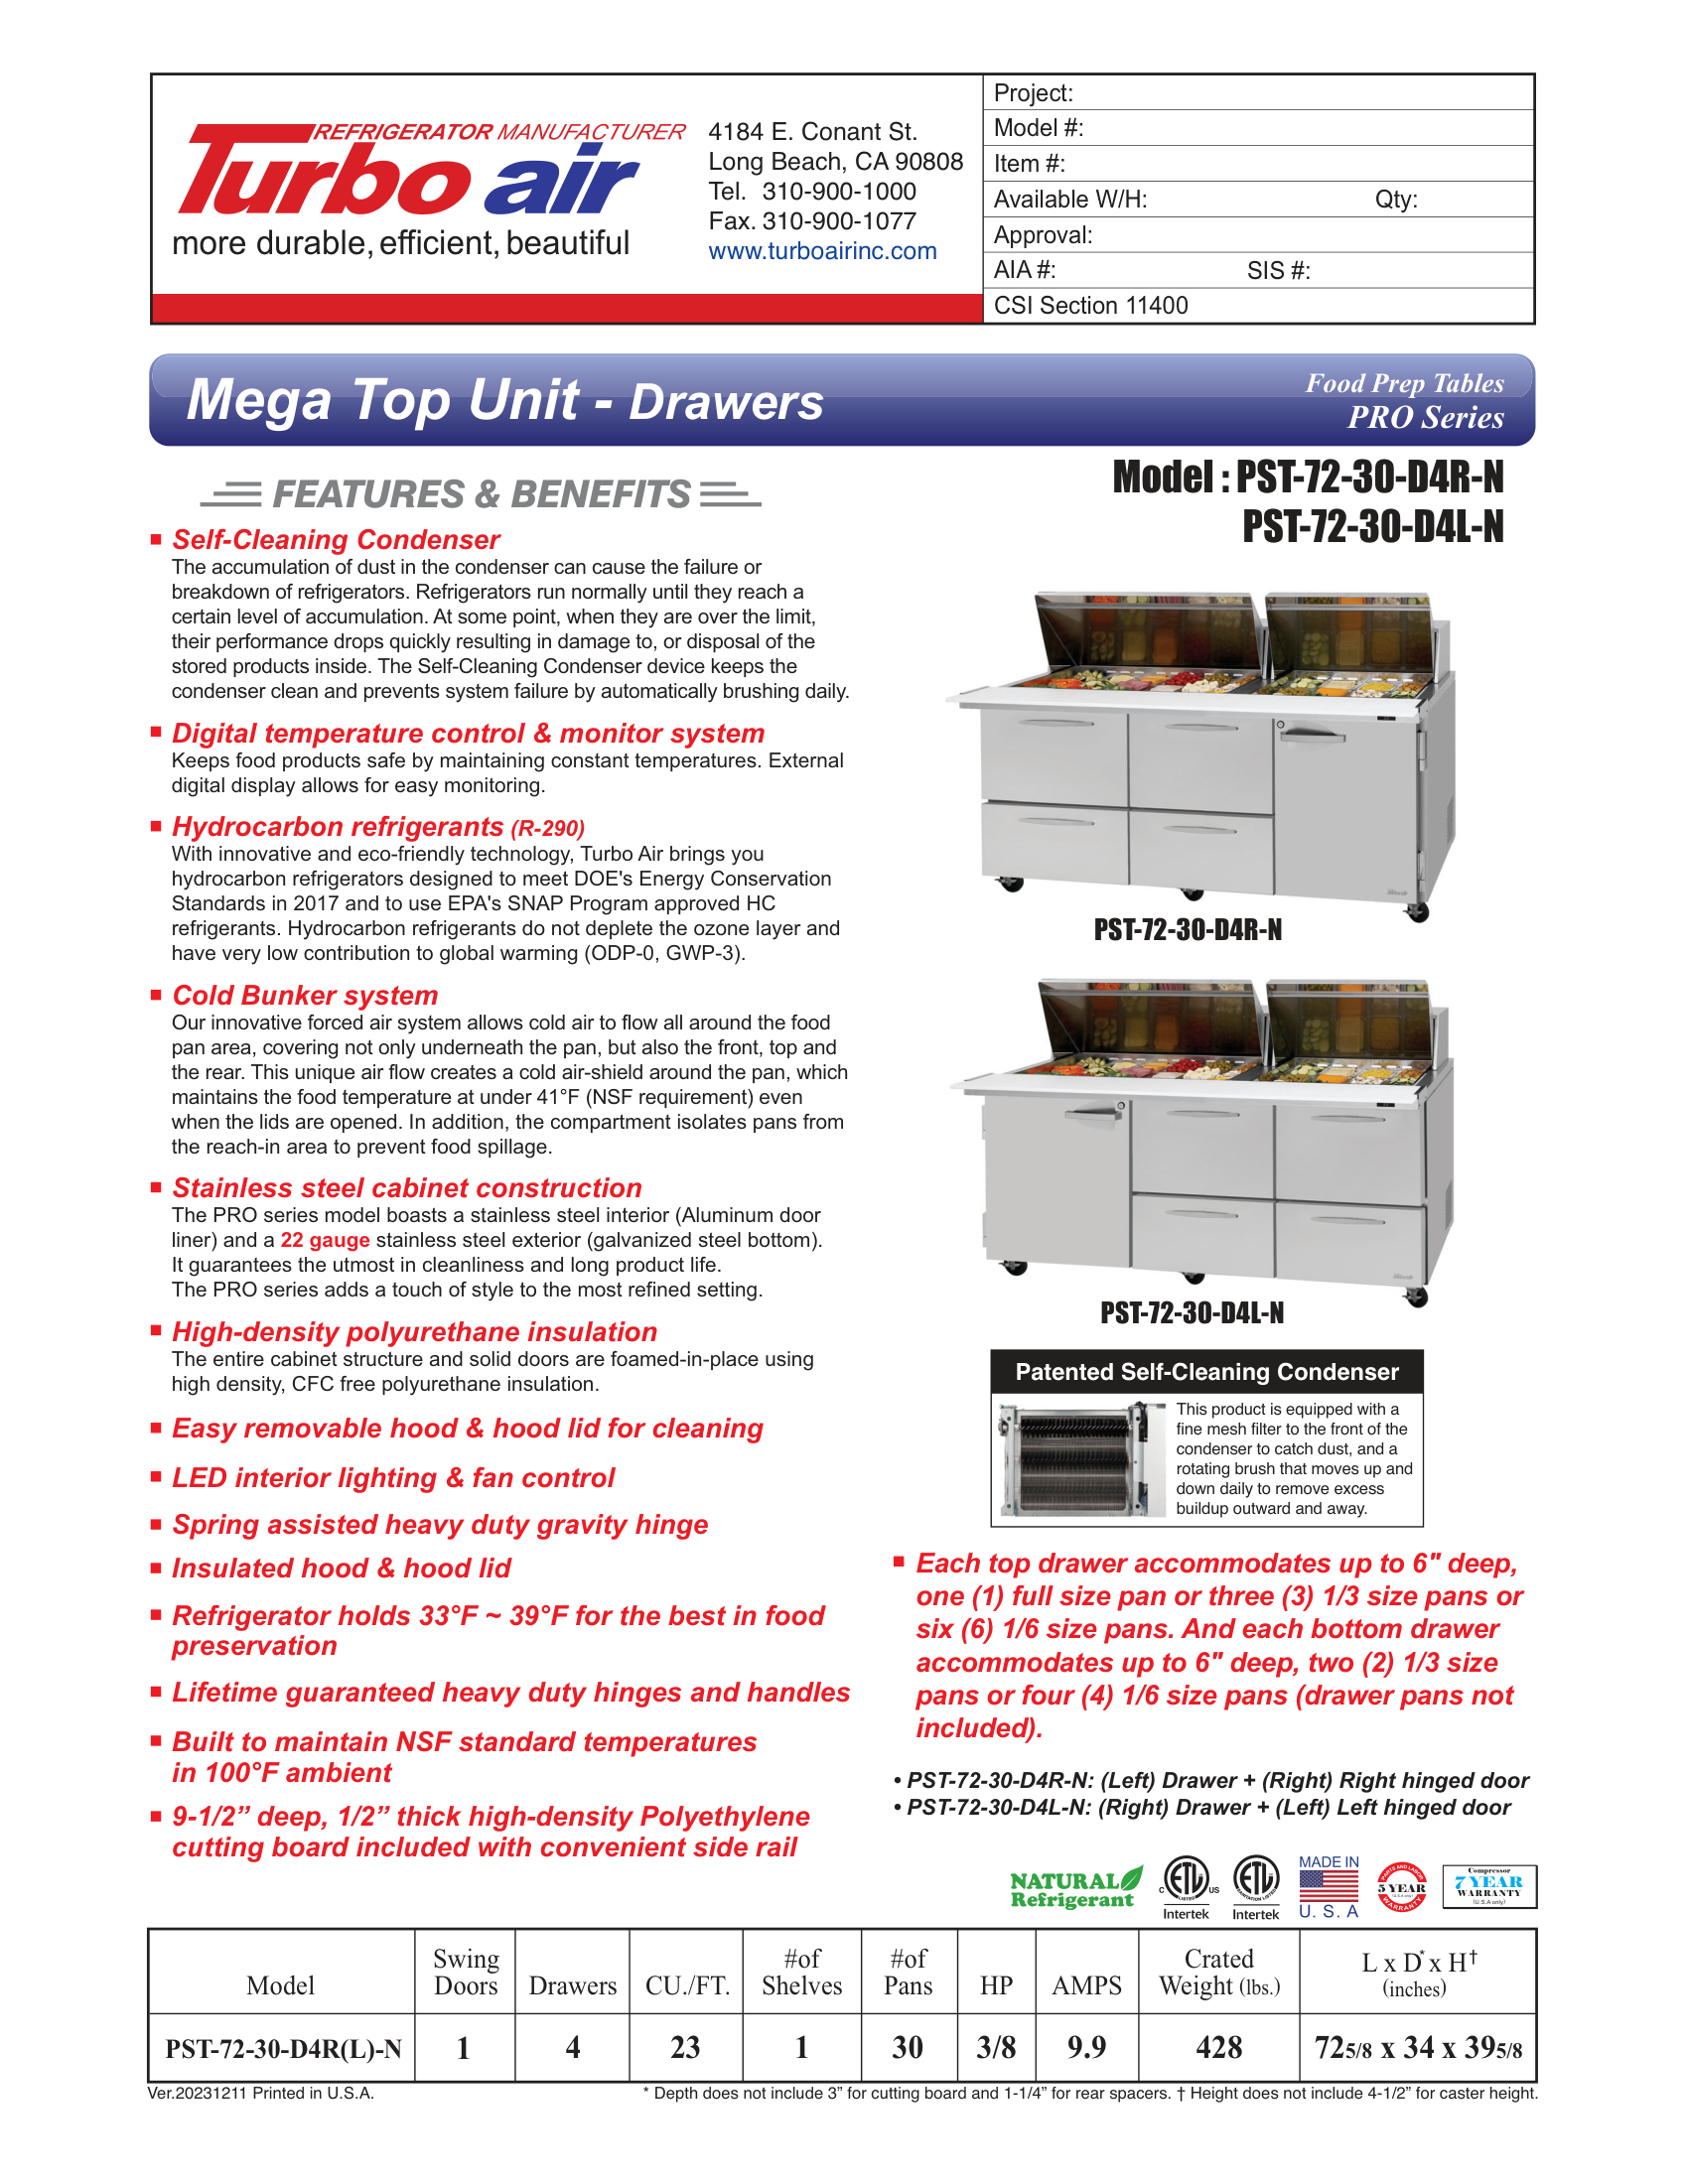 REFRIGERATOR MANUFACTURER
Turbo air
more durable, efficient, beautiful
4184 E. Conant St.
Long Beach, CA 90808
Tel. 310-900-1000
Fax. 310-900-1077
www.turboairinc.com
Project:
Model #:
Item #:
Available W/H: Qty:
Approval:
AIA #: SIS #:
CSI Section 11400
Mega Top Unit - Drawers
Food Prep Tables
PRO Series
FEATURES & BENEFITS
Model : PST-72-30-D4R-N
PST-72-30-D4L-N
Self-Cleaning Condenser
The accumulation of dust in the condenser can cause the failure or
breakdown of refrigerators. Refrigerators run normally until they reach a
certain level of accumulation. At some point, when they are over the limit,
their performance drops quickly resulting in damage to, or disposal of the
stored products inside. The Self-Cleaning Condenser device keeps the
condenser clean and prevents system failure by automatically brushing daily.
Digital temperature control & monitor system
Keeps food products safe by maintaining constant temperatures. External
digital display allows for easy monitoring.
Hydrocarbon refrigerants (R-290)
With innovative and eco-friendly technology, Turbo Air brings you
hydrocarbon refrigerators designed to meet DOE's Energy Conservation
Standards in 2017 and to use EPA's SNAP Program approved HC
refrigerants. Hydrocarbon refrigerants do not deplete the ozone layer and
have very low contribution to global warming (ODP-0, GWP-3).
Cold Bunker system
Our innovative forced air system allows cold air to flow all around the food
pan area, covering not only underneath the pan, but also the front, top and
the rear. This unique air flow creates a cold air-shield around the pan, which
maintains the food temperature at under 41°F (NSF requirement) even
when the lids are opened. In addition, the compartment isolates pans from
the reach-in area to prevent food spillage.
Stainless steel cabinet construction
The PRO series model boasts a stainless steel interior (Aluminum door
liner) and a 22 gauge stainless steel exterior (galvanized steel bottom).
It guarantees the utmost in cleanliness and long product life.
The PRO series adds a touch of style to the most refined setting.
High-density polyurethane insulation
The entire cabinet structure and solid doors are foamed-in-place using
high density, CFC free polyurethane insulation.
Easy removable hood & hood lid for cleaning
LED interior lighting & fan control
Spring assisted heavy duty gravity hinge
Insulated hood & hood lid
Refrigerator holds 33°F ~ 39°F for the best in food
preservation
Lifetime guaranteed heavy duty hinges and handles
Built to maintain NSF standard temperatures
in 100°F ambient
9-1/2” deep, 1/2” thick high-density Polyethylene
cutting board included with convenient side rail
PST-72-30-D4R-N
PST-72-30-D4L-N
Patented Self-Cleaning Condenser
This product is equipped with a
fine mesh filter to the front of the
condenser to catch dust, and a
rotating brush that moves up and
down daily to remove excess
buildup outward and away.
Each top drawer accommodates up to 6" deep,
one (1) full size pan or three (3) 1/3 size pans or
six (6) 1/6 size pans. And each bottom drawer
accommodates up to 6" deep, two (2) 1/3 size
pans or four (4) 1/6 size pans (drawer pans not
included).
• PST-72-30-D4R-N: (Left) Drawer + (Right) Right hinged door
• PST-72-30-D4L-N: (Right) Drawer + (Left) Left hinged door
NATURAL
Refrigerant
C ETL US
LISTED
Intertek
ETL
SANITATION LISTED
Intertek
MADE IN
U. S. A
PARTS AND LABOR
5 YEAR
(U.S.A only)
WARRANTY
Compressor
7 YEAR
WARRANTY
(U.S.A only)
Model Swing Doors Drawers CU./FT. #of Shelves #of Pans HP AMPS Crated Weight (lbs.) L x D* x H† (inches)
PST-72-30-D4R(L)-N 1 4 23 1 30 3/8 9.9 428 725/8 x 34 x 395/8
Ver.20231211 Printed in U.S.A.
* Depth does not include 3” for cutting board and 1-1/4” for rear spacers. † Height does not include 4-1/2” for caster height.